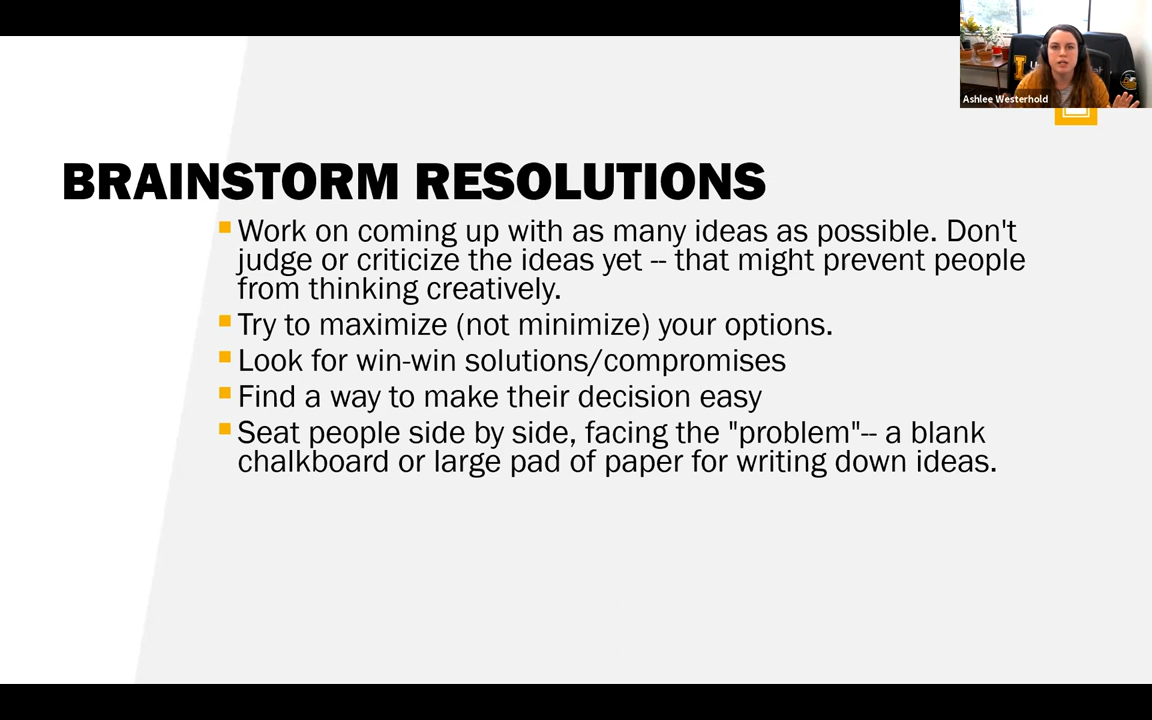 Ashlee Westerhold
BRAINSTORM RESOLUTIONS
Work on coming up with as many ideas as possible. Don't
judge or criticize the ideas yet -- that might prevent people
from thinking creatively.
Try to maximize (not minimize) your options.
Look for win-win solutions/compromises
Find a way to make their decision easy
Seat people side by side, facing the "problem"-- a blank
chalkboard or large pad of paper for writing down ideas.